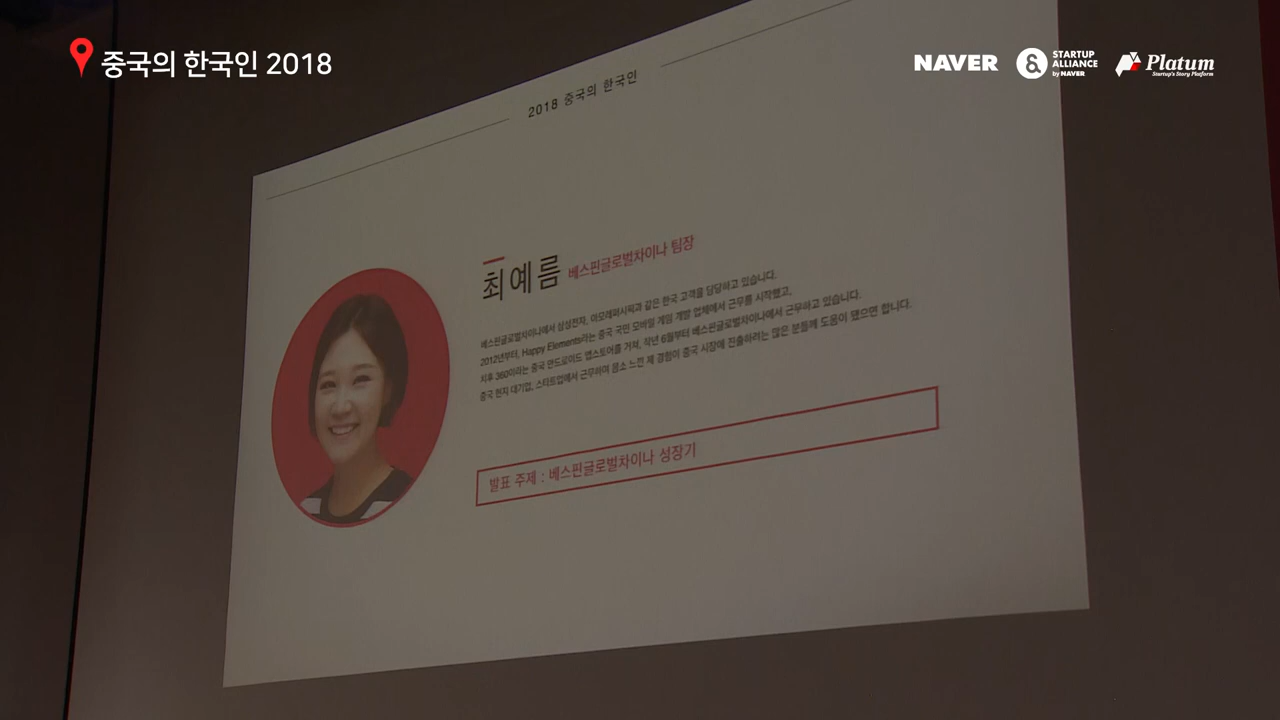 중국의 한국인 2018
NAVER
&
STARTUP
ALLIANCE
by NAVER
Platum
Startup's Story Platform
2018 중국의 한국인
최예름 베스핀글로벌차이나 팀장
베스핀글로벌차이나에서 삼성전자, 아모레퍼시픽과 같은 한국 고객을 담당하고 있습니다.
2012년부터, Happy Elements라는 중국 국민 모바일 게임 개발 업체에서 근무를 시작했고,
치후 360이라는 중국 안드로이드 앱스토어를 거쳐, 작년 6월부터 베스핀글로벌차이나에서 근무하고 있습니다.
중국 현지 대기업, 스타트업에서 근무하며 몸소 느낀 제 경험이 중국 시장에 진출하려는 많은 분들께 도움이 됐으면 합니다.
발표 주제 : 베스핀글로벌차이나 성장기